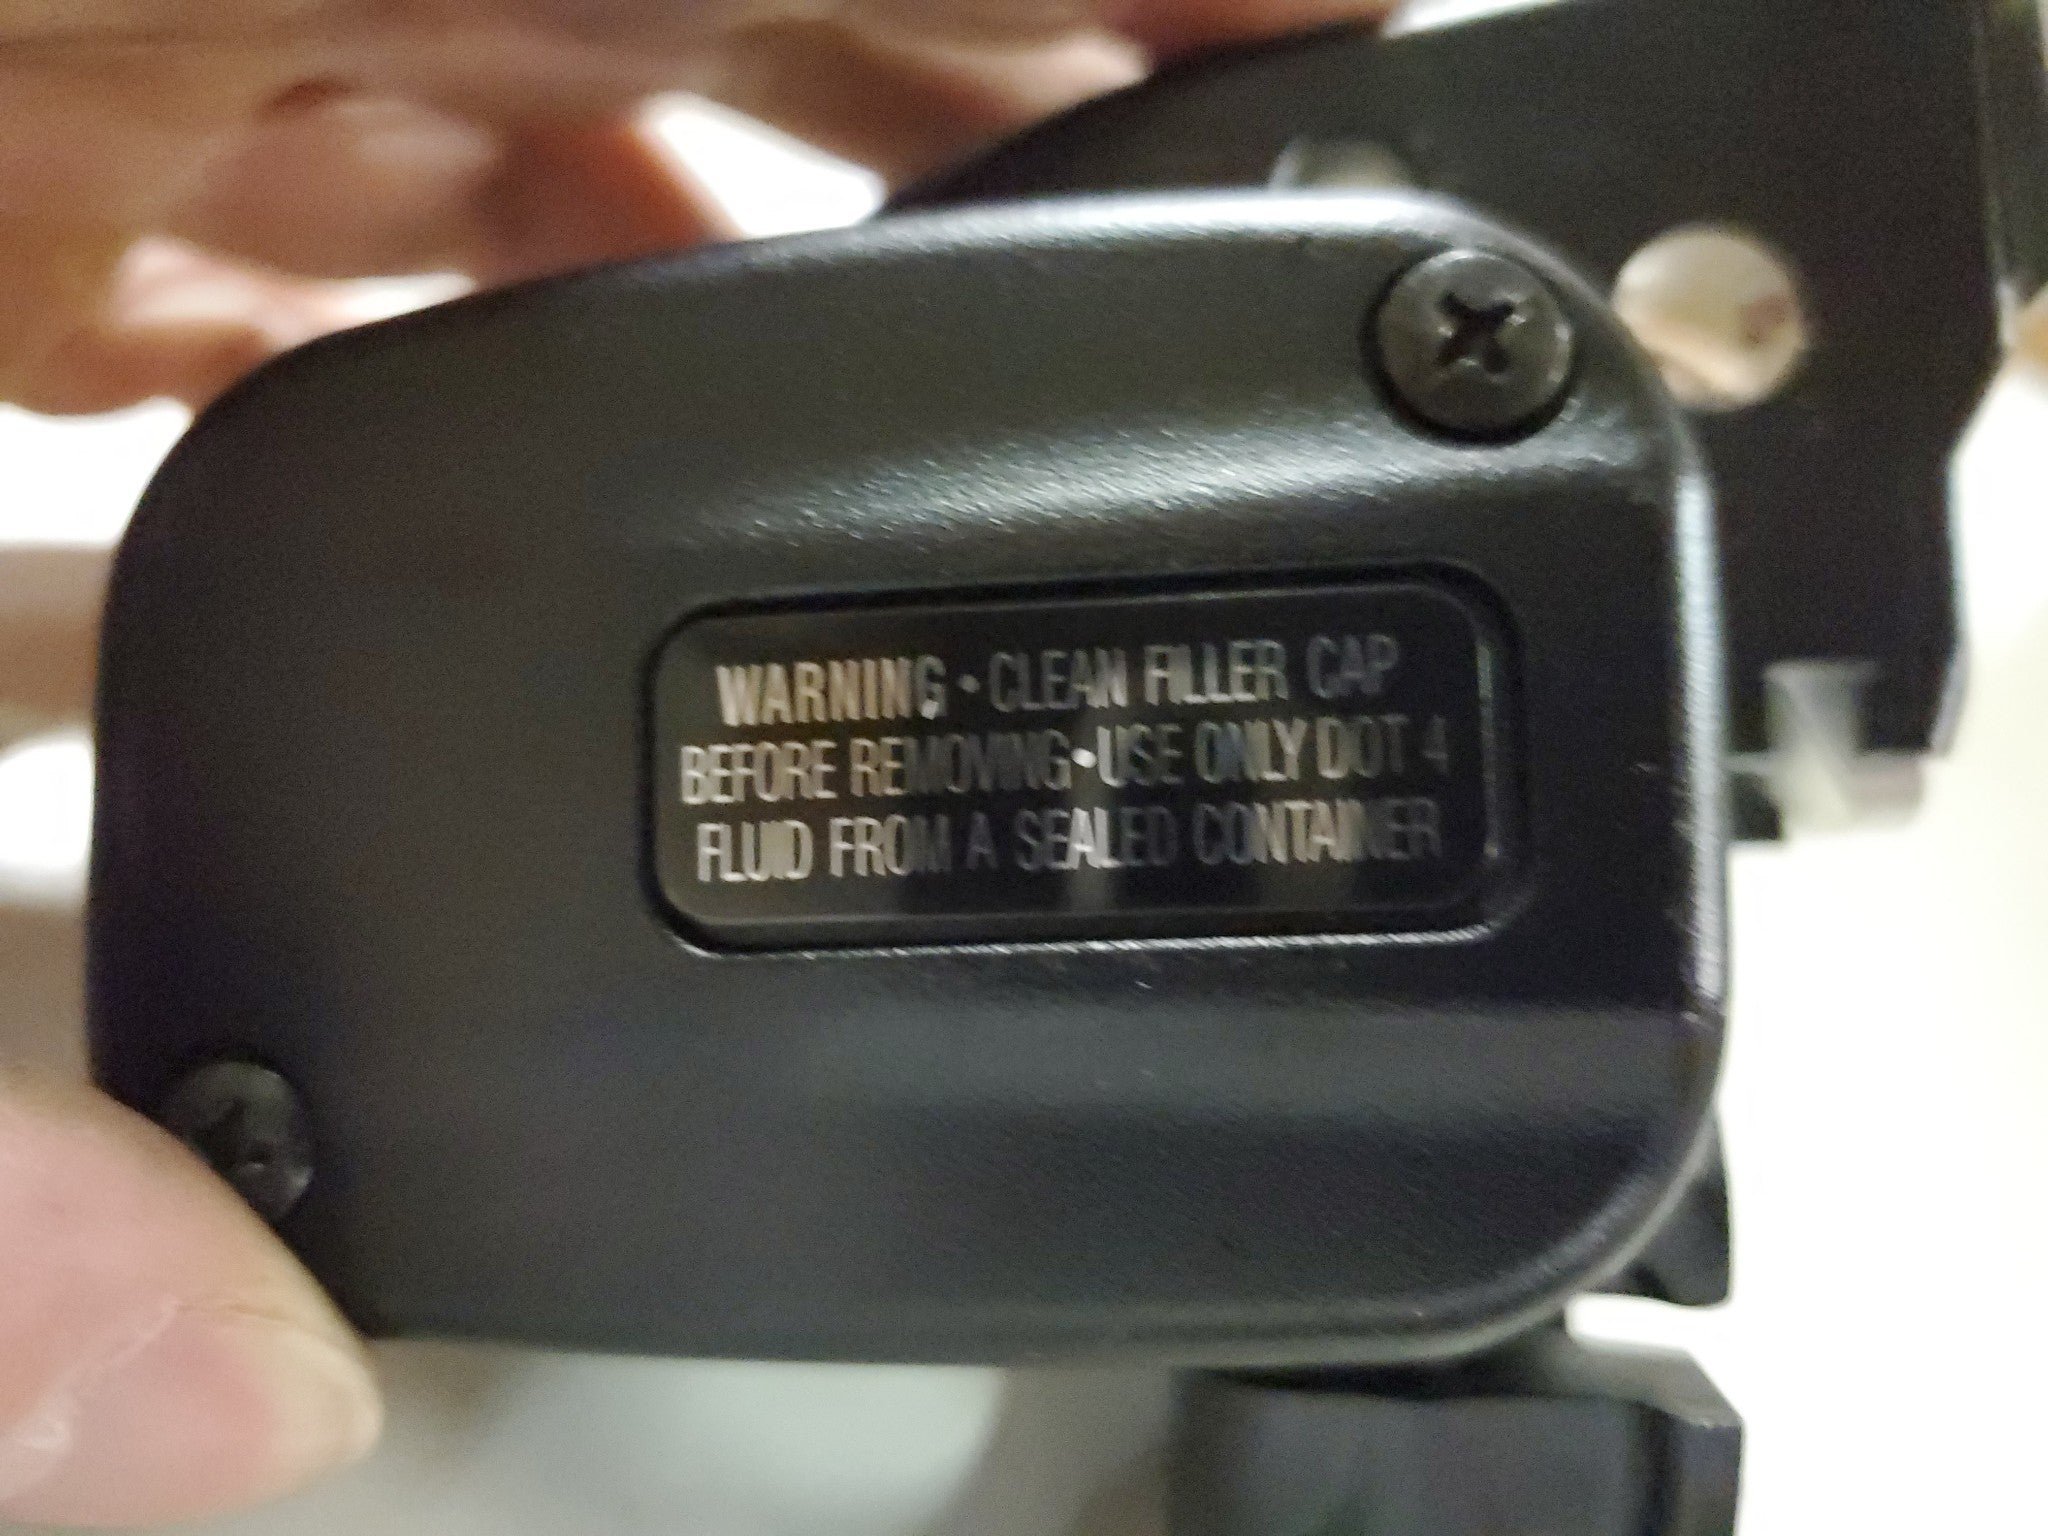 WARNING • CLEAN FILLER CAP
BEFORE REMOVING • USE ONLY DOT 4
FLUID FROM A SEALED CONTAINER